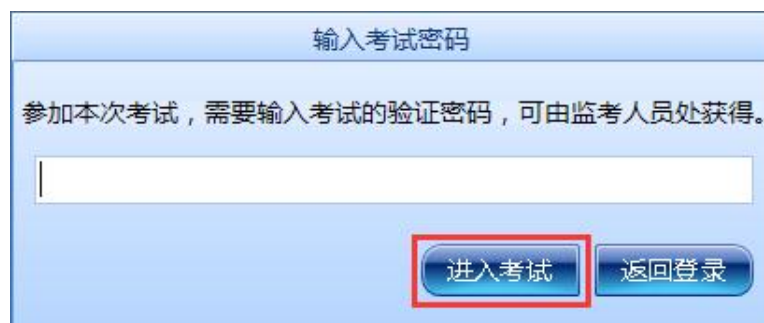 输入考试密码
参加本次考试，需要输入考试的验证密码，可由监考人员处获得。
进入考试 返回登录